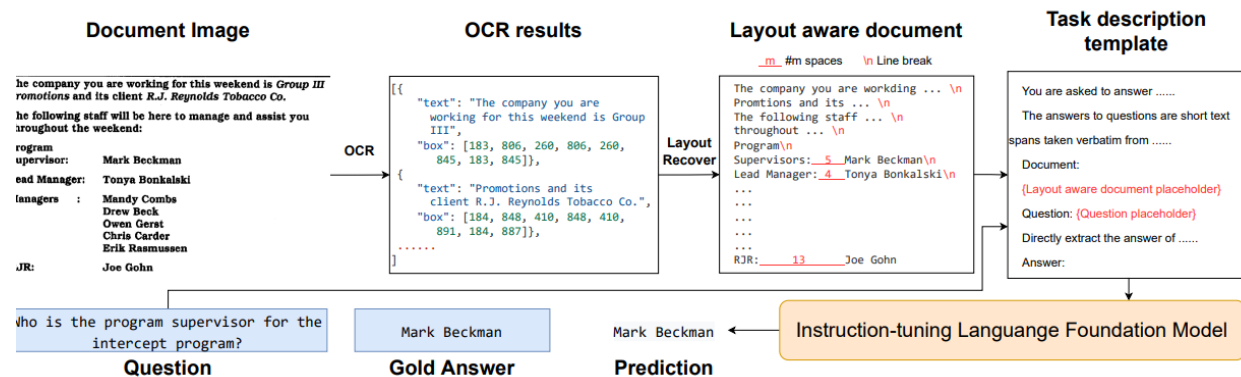 Document Image
OCR results
Layout aware document
Task description
template
he company you are working for this weekend is Group III
romotions and its client R.J. Reynolds Tobacco Co.
he following staff will be here to manage and assist you
hroughout the weekend:
rogram
upervisor: Mark Beckman
ead Manager: Tonya Bonkalski
anagers : Mandy Combs
Drew Beck
Owen Gerst
Chris Carder
Erik Rasmussen
JR: Joe Gohn
OCR
[{
"text": "The company you are
working for this weekend is Group
III",
"box": [183, 806, 260, 806, 260,
845, 183, 845]},
{
"text": "Promotions and its
client R.J. Reynolds Tobacco Co.",
"box": [184, 848, 410, 848, 410,
891, 184, 887]},
......
]
Layout
Recover
m #m spaces \n Line break
The company you are workding ... \n
Promtions and its ... \n
The following staff ... \n
throughout ... \n
Program\n
Supervisors:__5__Mark Beckman\n
Lead Manager:_4__Tonya Bonkalski\n
...
...
...
...
...
RJR:______13______Joe Gohn
You are asked to answer ......
The answers to questions are short text
spans taken verbatim from ......
Document:
{Layout aware document placeholder}
Question: {Question placeholder}
Directly extract the answer of ......
Answer:
Who is the program supervisor for the
intercept program?
Question
Mark Beckman
Gold Answer
Mark Beckman
Prediction
Instruction-tuning Languange Foundation Model